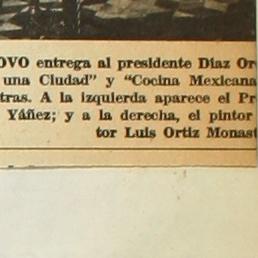 OVO entrega al presidente Díaz Or
una Ciudad" y "Cocina Mexicana
tras. A la izquierda aparece el Pr
Yáñez; y a la derecha, el pintor
tor Luis Ortiz Monast